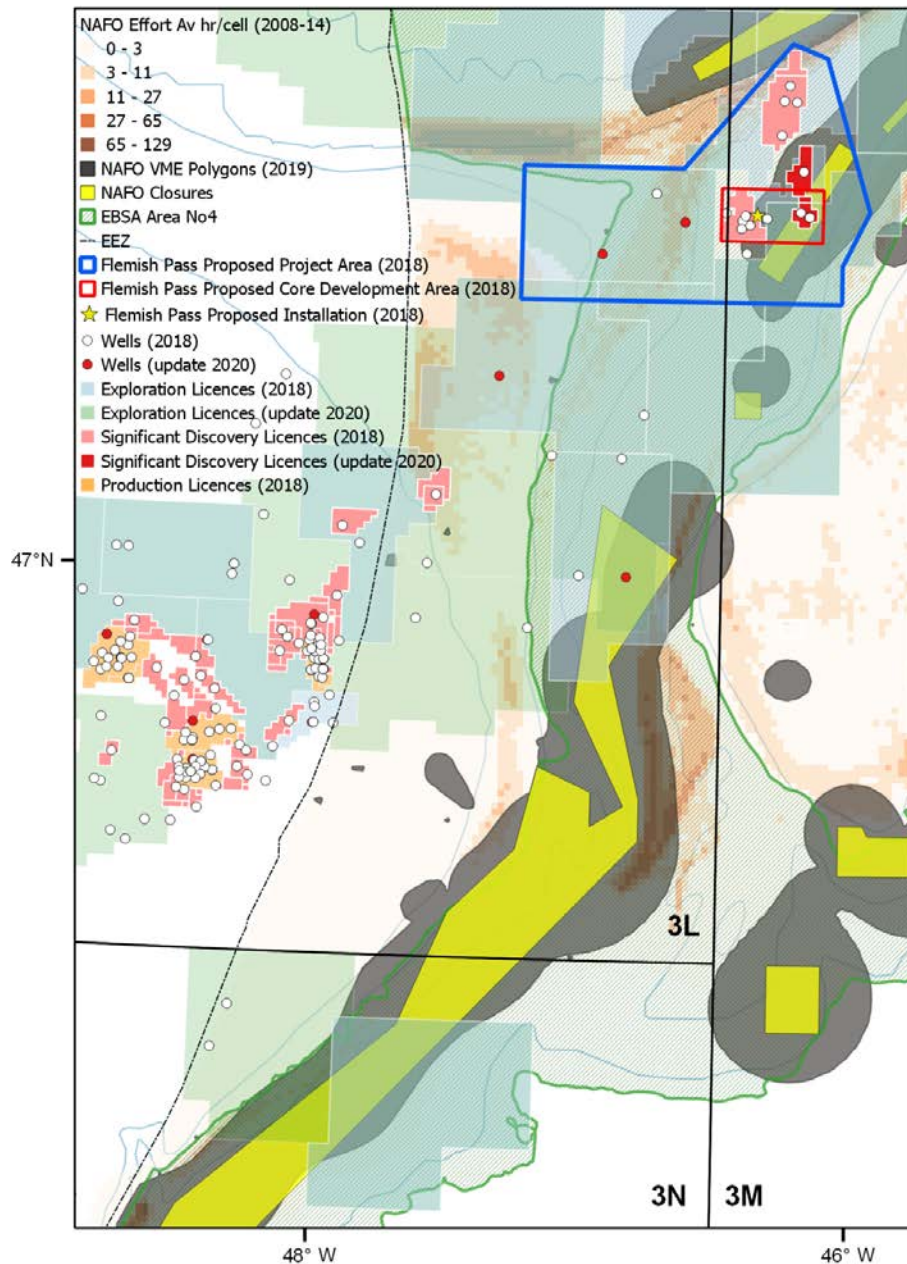 NAFO Effort Av hr/cell (2008-14)
0 - 3
3 - 11
11 - 27
27 - 65
65 - 129
NAFO VME Polygons (2019)
NAFO Closures
EBSA Area No4
EEZ
Flemish Pass Proposed Project Area (2018)
Flemish Pass Proposed Core Development Area (2018)
Flemish Pass Proposed Installation (2018)
Wells (2018)
Wells (update 2020)
Exploration Licences (2018)
Exploration Licences (update 2020)
Significant Discovery Licences (2018)
Significant Discovery Licences (update 2020)
Production Licences (2018)
47°N
3L
3N
3M
48° W
46° W